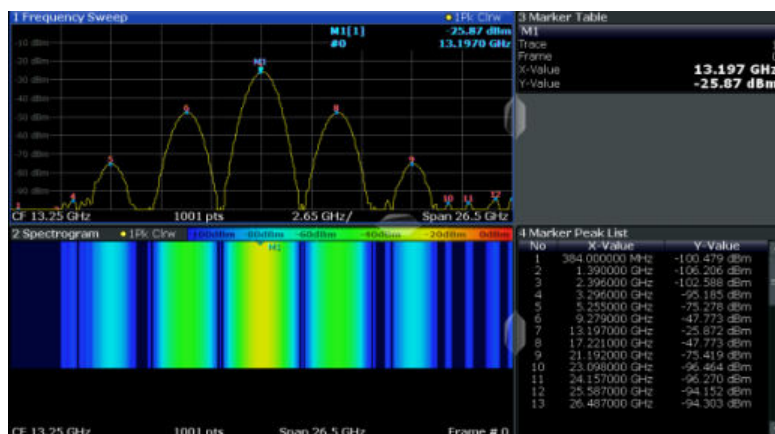 1 Frequency Sweep
1Pk Clrw
M1[1]
-25.87 dBm
#0
13.1970 GHz
M1
-10 dBm
-20 dBm
-30 dBm
-40 dBm
-50 dBm
-60 dBm
-70 dBm
-80 dBm
-90 dBm
4
5
6
8
9
10
11
12
CF 13.25 GHz
1001 pts
2.65 GHz/
Span 26.5 GHz
2 Spectrogram
1Pk Clrw
-100dBm
-80dBm
-60dBm
-40dBm
-20dBm
0dBm
M1
CF 13.25 GHz
1001 pts
Span 26.5 GHz
Frame # 0
3 Marker Table
M1
Trace
Frame
X-Value 13.197 GHz
Y-Value -25.87 dBm
4 Marker Peak List
No X-Value Y-Value
1 384.000000 MHz -100.479 dBm
2 1.390000 GHz -106.206 dBm
3 2.396000 GHz -102.588 dBm
4 3.296000 GHz -95.185 dBm
5 5.255000 GHz -75.278 dBm
6 9.279000 GHz -47.773 dBm
7 13.197000 GHz -25.872 dBm
8 17.221000 GHz -47.773 dBm
9 21.192000 GHz -75.419 dBm
10 23.098000 GHz -96.464 dBm
11 24.157000 GHz -96.270 dBm
12 25.587000 GHz -94.152 dBm
13 26.487000 GHz -94.303 dBm